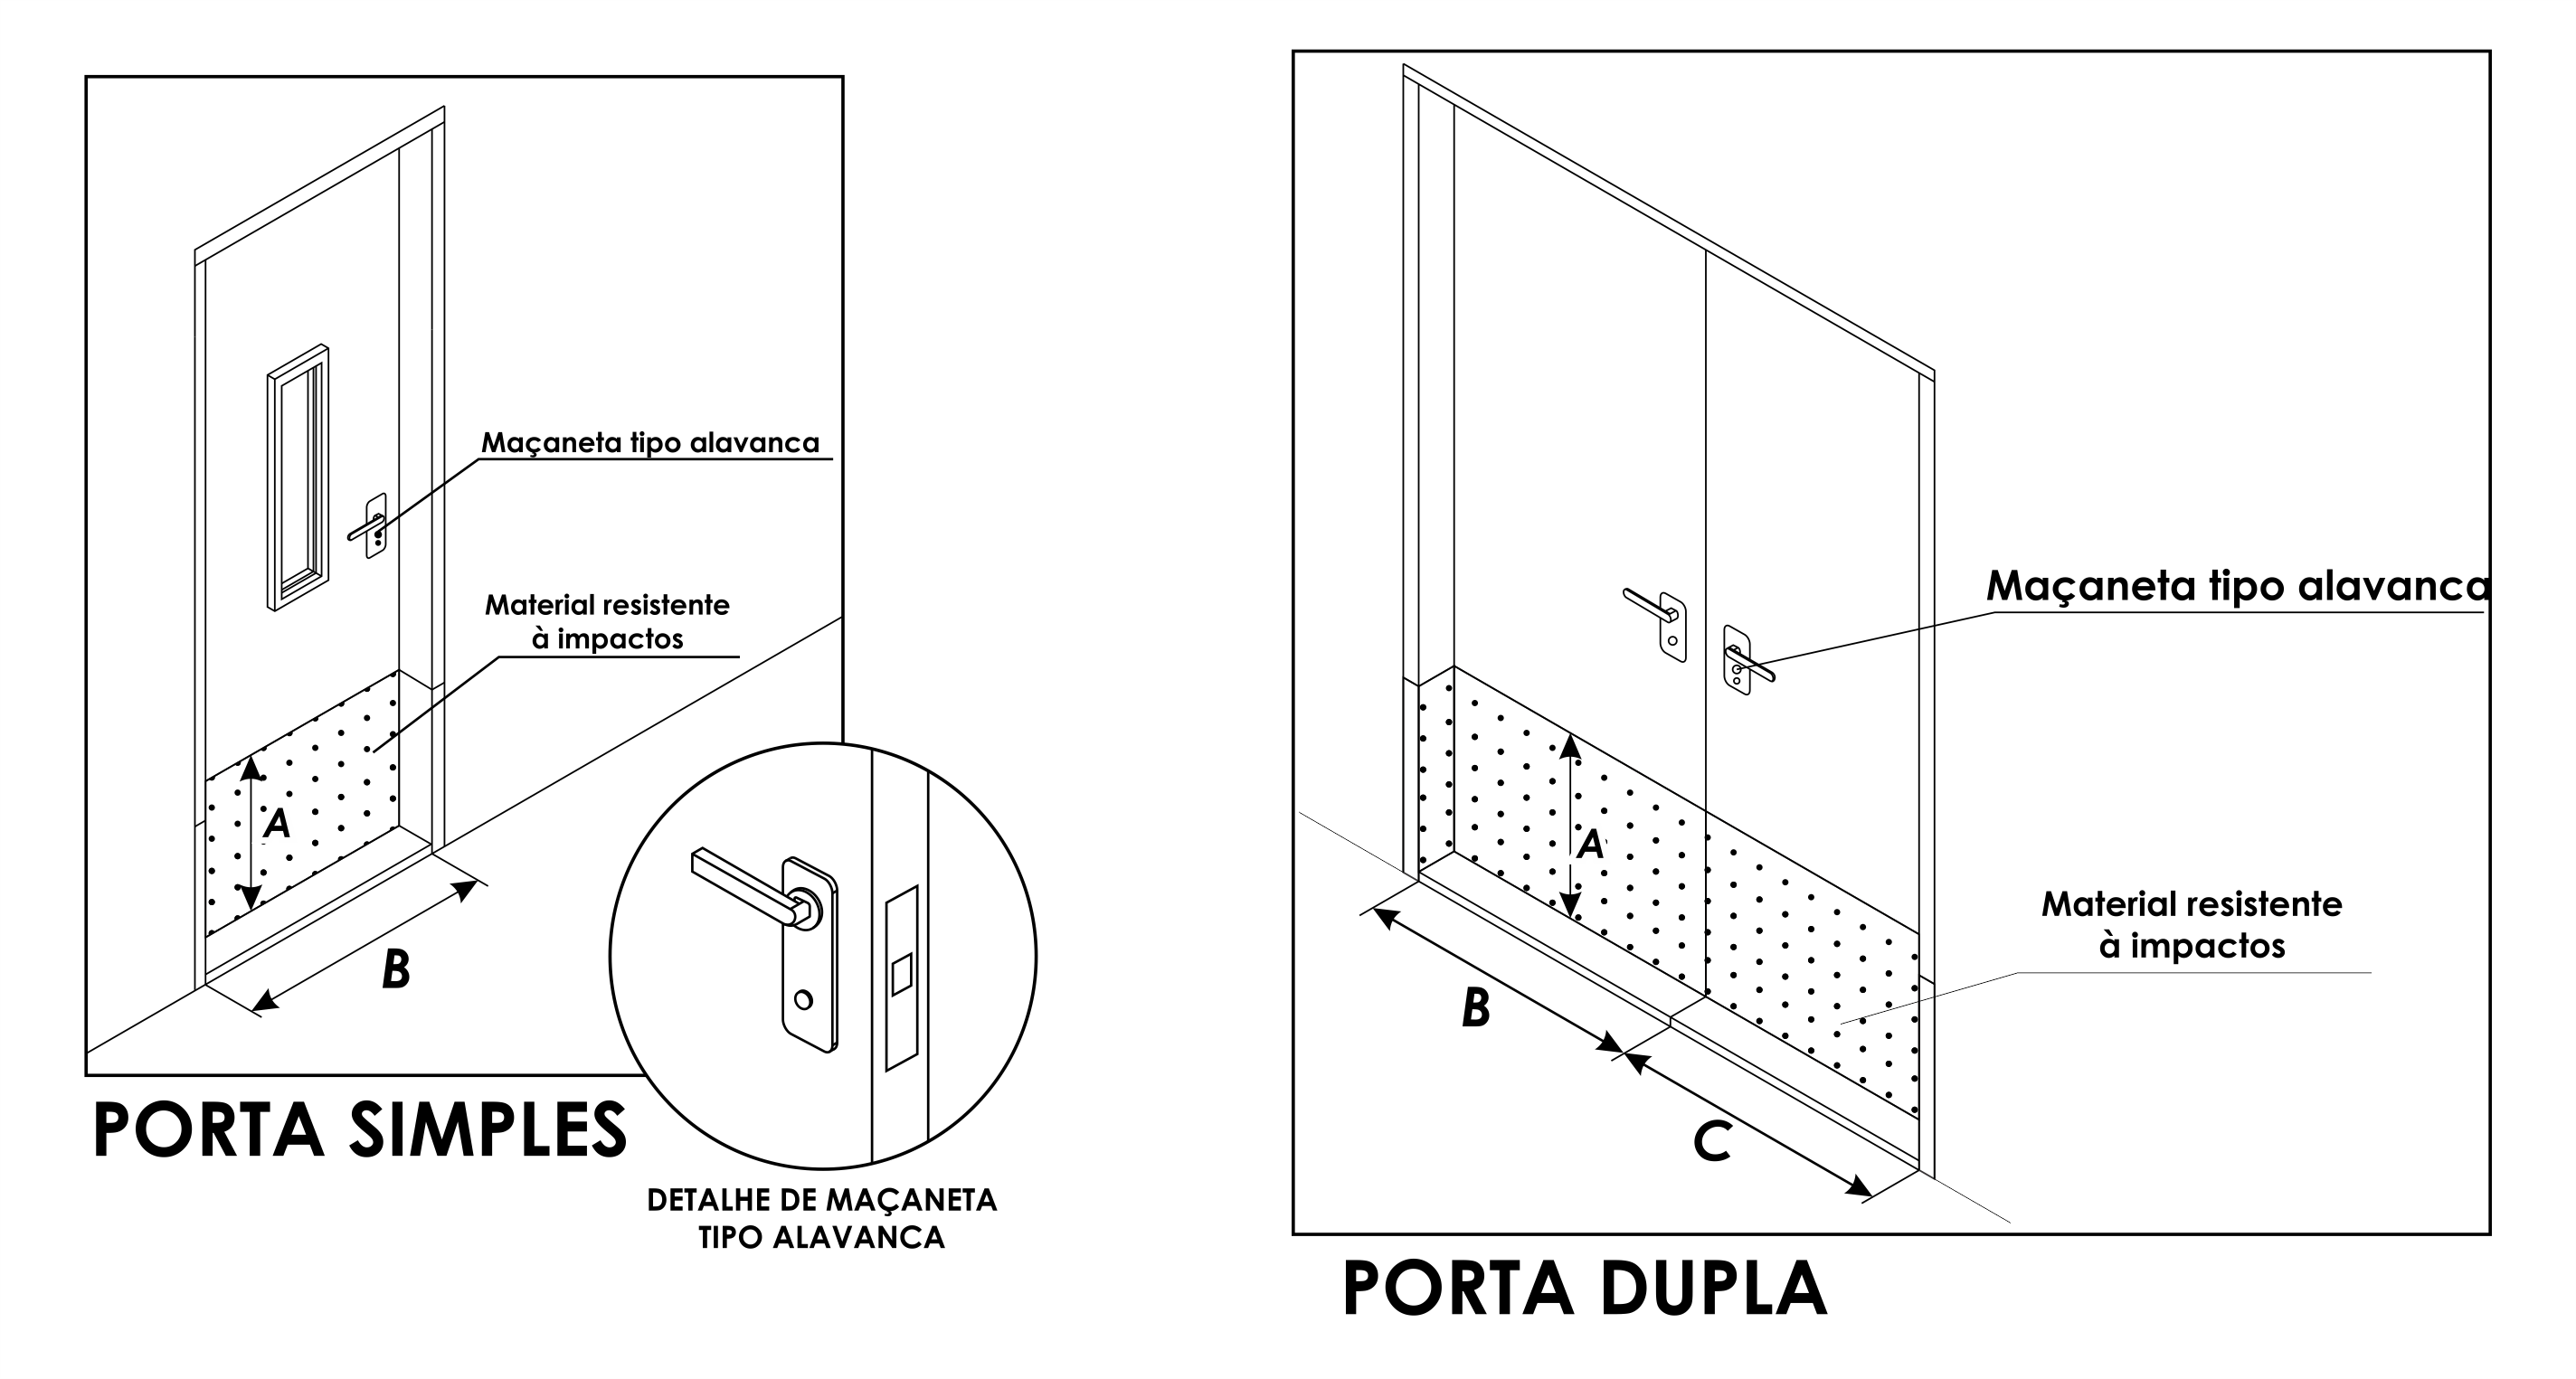 Maçaneta tipo alavanca
Material resistente
à impactos
A
B
PORTA SIMPLES
DETALHE DE MAÇANETA
TIPO ALAVANCA
Maçaneta tipo alavanca
A
Material resistente
à impactos
B
C
PORTA DUPLA